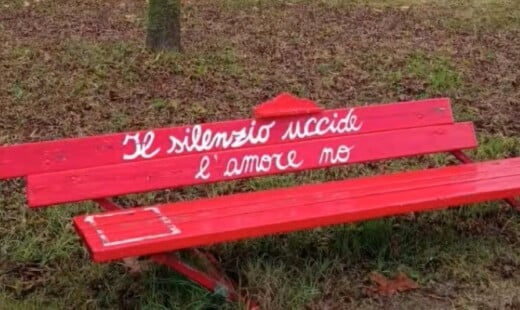 Il silenzio uccide
l'amore no